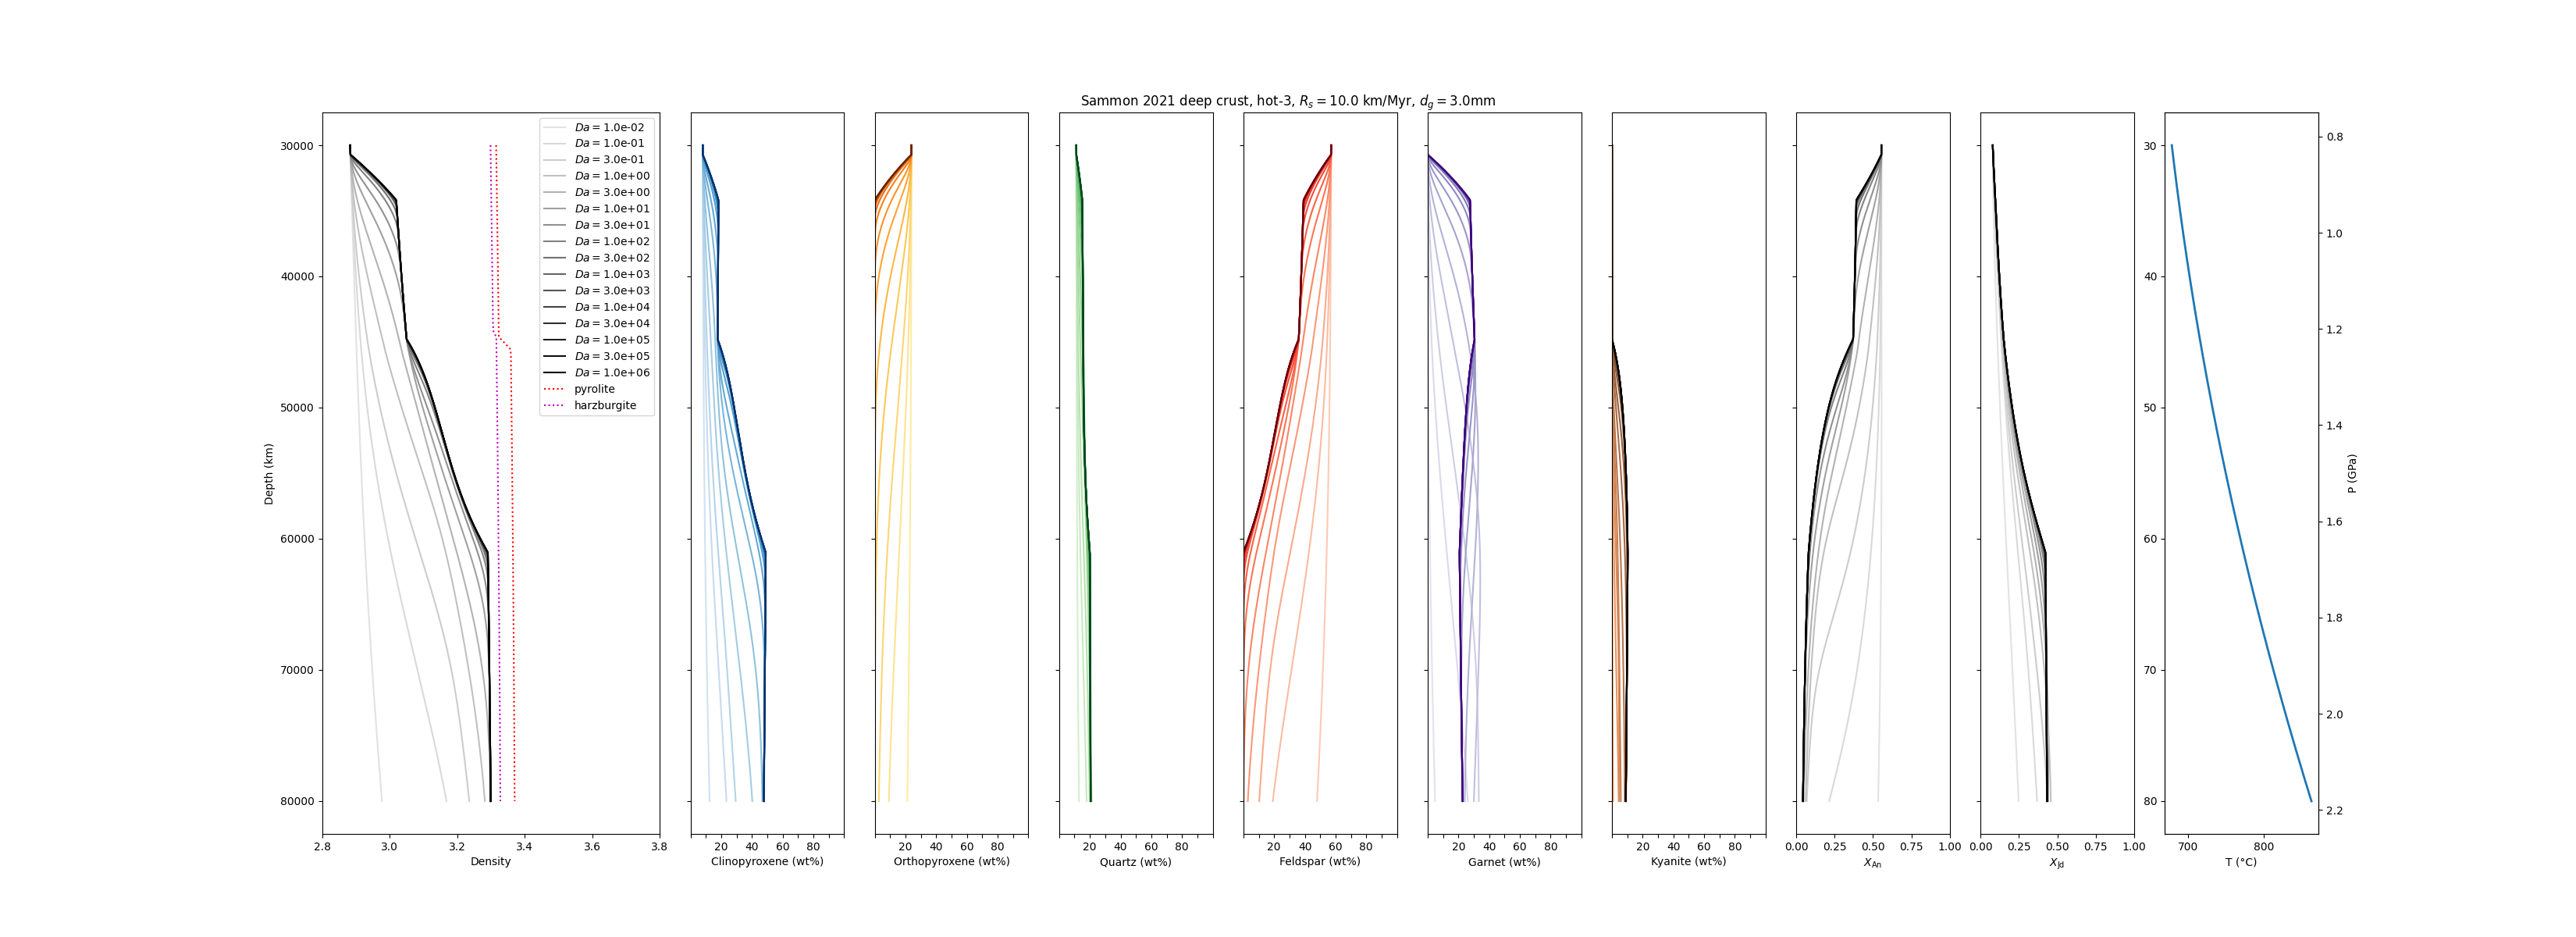 Sammon 2021 deep crust, hot-3, R_s = 10.0 km/Myr, d_g = 3.0mm
Da = 1.0e-02
Da = 1.0e-01
Da = 3.0e-01
Da = 1.0e+00
Da = 3.0e+00
Da = 1.0e+01
Da = 3.0e+01
Da = 1.0e+02
Da = 3.0e+02
Da = 1.0e+03
Da = 3.0e+03
Da = 1.0e+04
Da = 3.0e+04
Da = 1.0e+05
Da = 3.0e+05
Da = 1.0e+06
pyrolite
harzburgite
Depth (km)
30000
40000
50000
60000
70000
80000
2.8 3.0 3.2 3.4 3.6 3.8
Density
20 40 60 80
Clinopyroxene (wt%)
20 40 60 80
Orthopyroxene (wt%)
20 40 60 80
Quartz (wt%)
20 40 60 80
Feldspar (wt%)
20 40 60 80
Garnet (wt%)
20 40 60 80
Kyanite (wt%)
0.00 0.25 0.50 0.75 1.00
X_An
0.00 0.25 0.50 0.75 1.00
X_Jd
30
40
50
60
70
80
700 800
T (°C)
0.8
1.0
1.2
1.4
1.6
1.8
2.0
2.2
P (GPa)